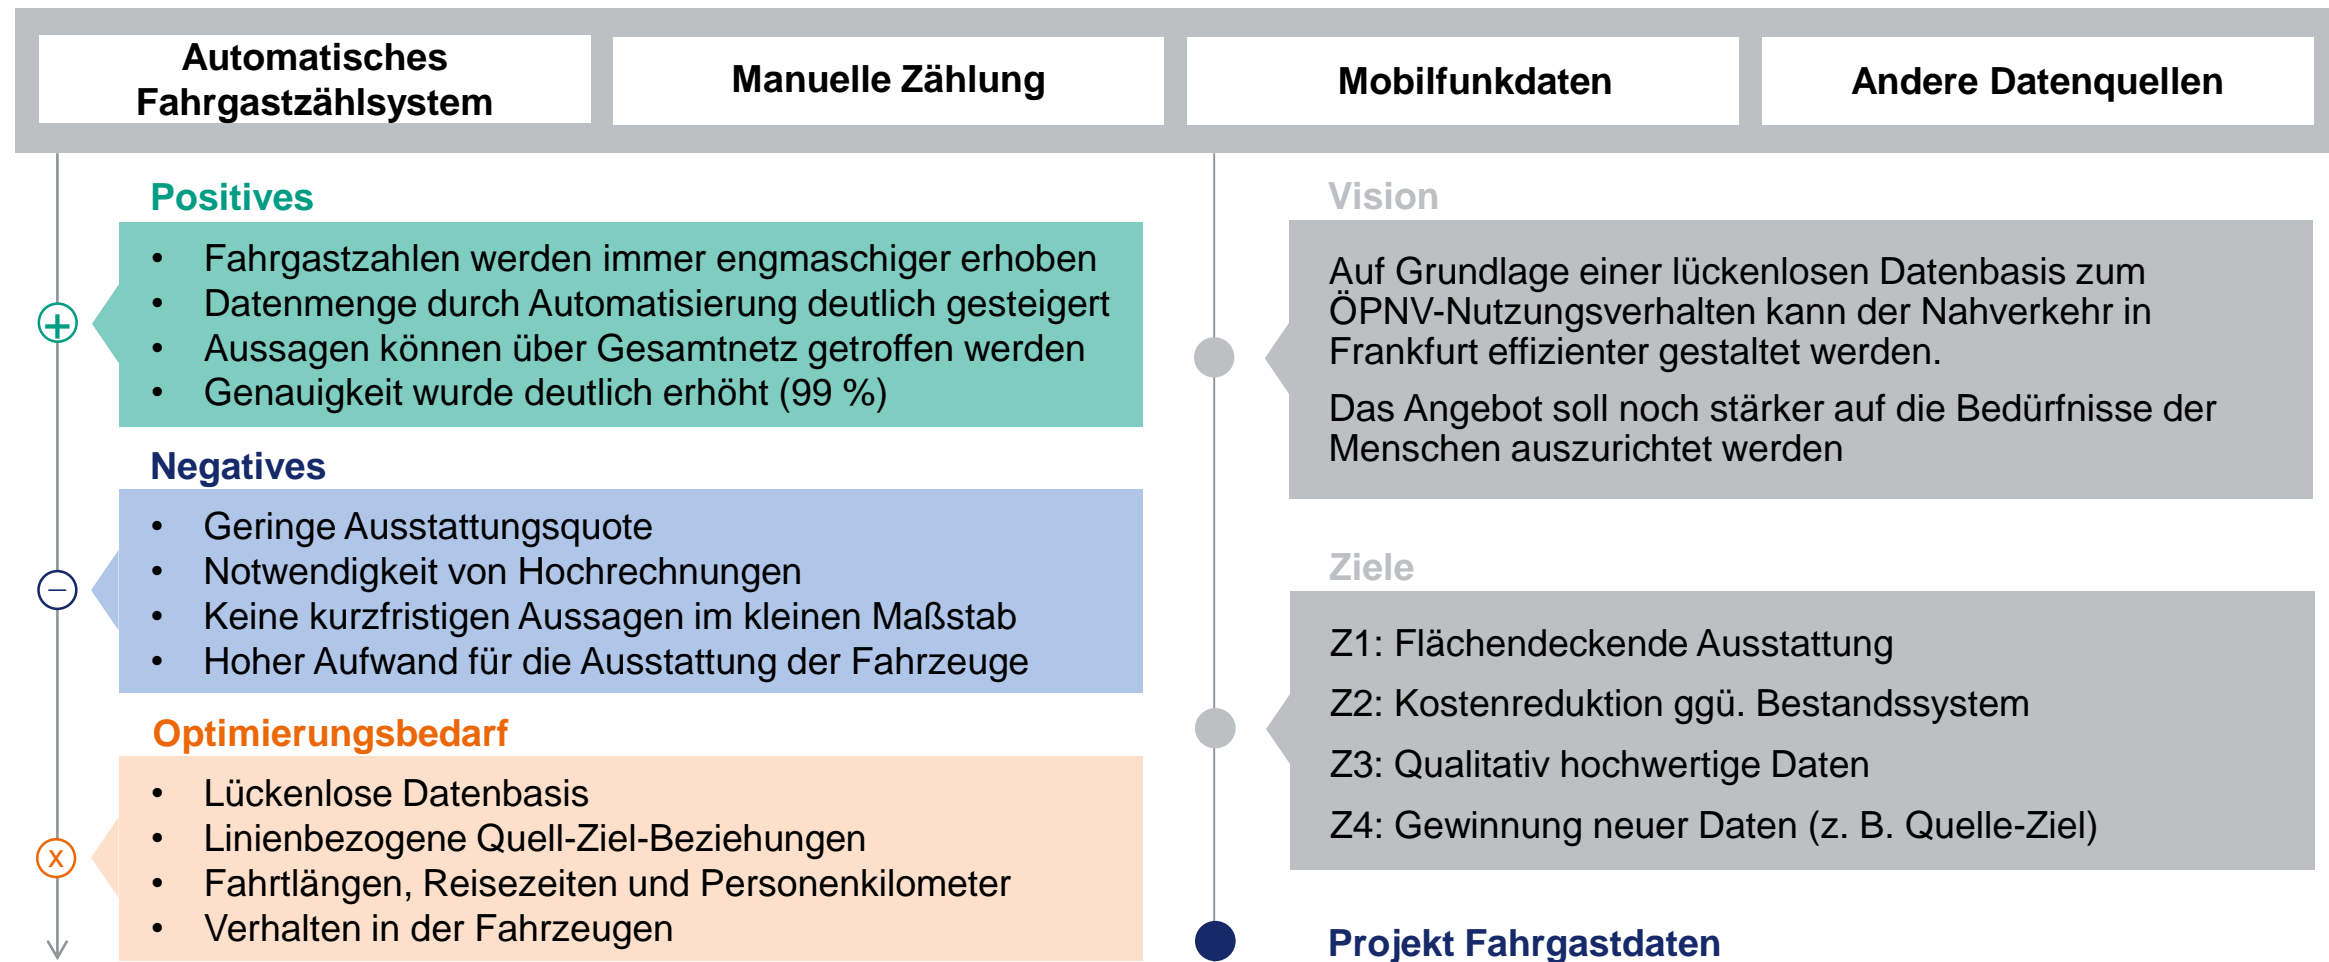 Automatisches
Fahrgastzählsystem
Manuelle Zählung
Mobilfunkdaten
Andere Datenquellen
Positives
• Fahrgastzahlen werden immer engmaschiger erhoben
• Datenmenge durch Automatisierung deutlich gesteigert
• Aussagen können über Gesamtnetz getroffen werden
• Genauigkeit wurde deutlich erhöht (99 %)
+
Negatives
• Geringe Ausstattungsquote
• Notwendigkeit von Hochrechnungen
• Keine kurzfristigen Aussagen im kleinen Maßstab
• Hoher Aufwand für die Ausstattung der Fahrzeuge
–
Optimierungsbedarf
• Lückenlose Datenbasis
• Linienbezogene Quell-Ziel-Beziehungen
• Fahrtlängen, Reisezeiten und Personenkilometer
• Verhalten in der Fahrzeugen
x
Vision
Auf Grundlage einer lückenlosen Datenbasis zum
ÖPNV-Nutzungsverhalten kann der Nahverkehr in
Frankfurt effizienter gestaltet werden.
Das Angebot soll noch stärker auf die Bedürfnisse der
Menschen auszurichtet werden
Ziele
Z1: Flächendeckende Ausstattung
Z2: Kostenreduktion ggü. Bestandssystem
Z3: Qualitativ hochwertige Daten
Z4: Gewinnung neuer Daten (z. B. Quelle-Ziel)
Projekt Fahrgastdaten